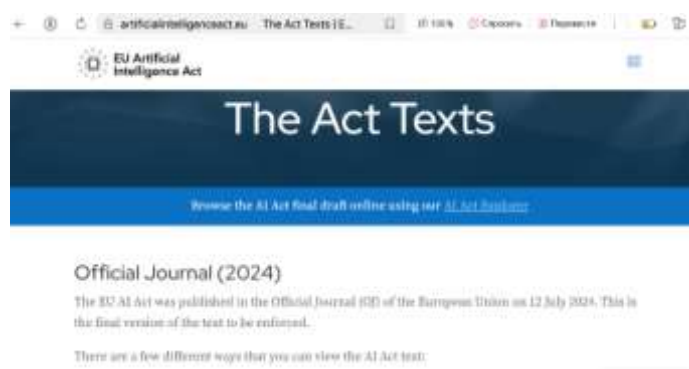 artificialintelligenceact.eu The Act Texts | E...
100%
Спросить
Перевести
EU Artificial
Intelligence Act
The Act Texts
Browse the AI Act final draft online using our AI Act Explorer
Official Journal (2024)
The EU AI Act was published in the Official Journal (OJ) of the European Union on 12 July 2024. This is
the final version of the text to be enforced.
There are a few different ways that you can view the AI Act text: